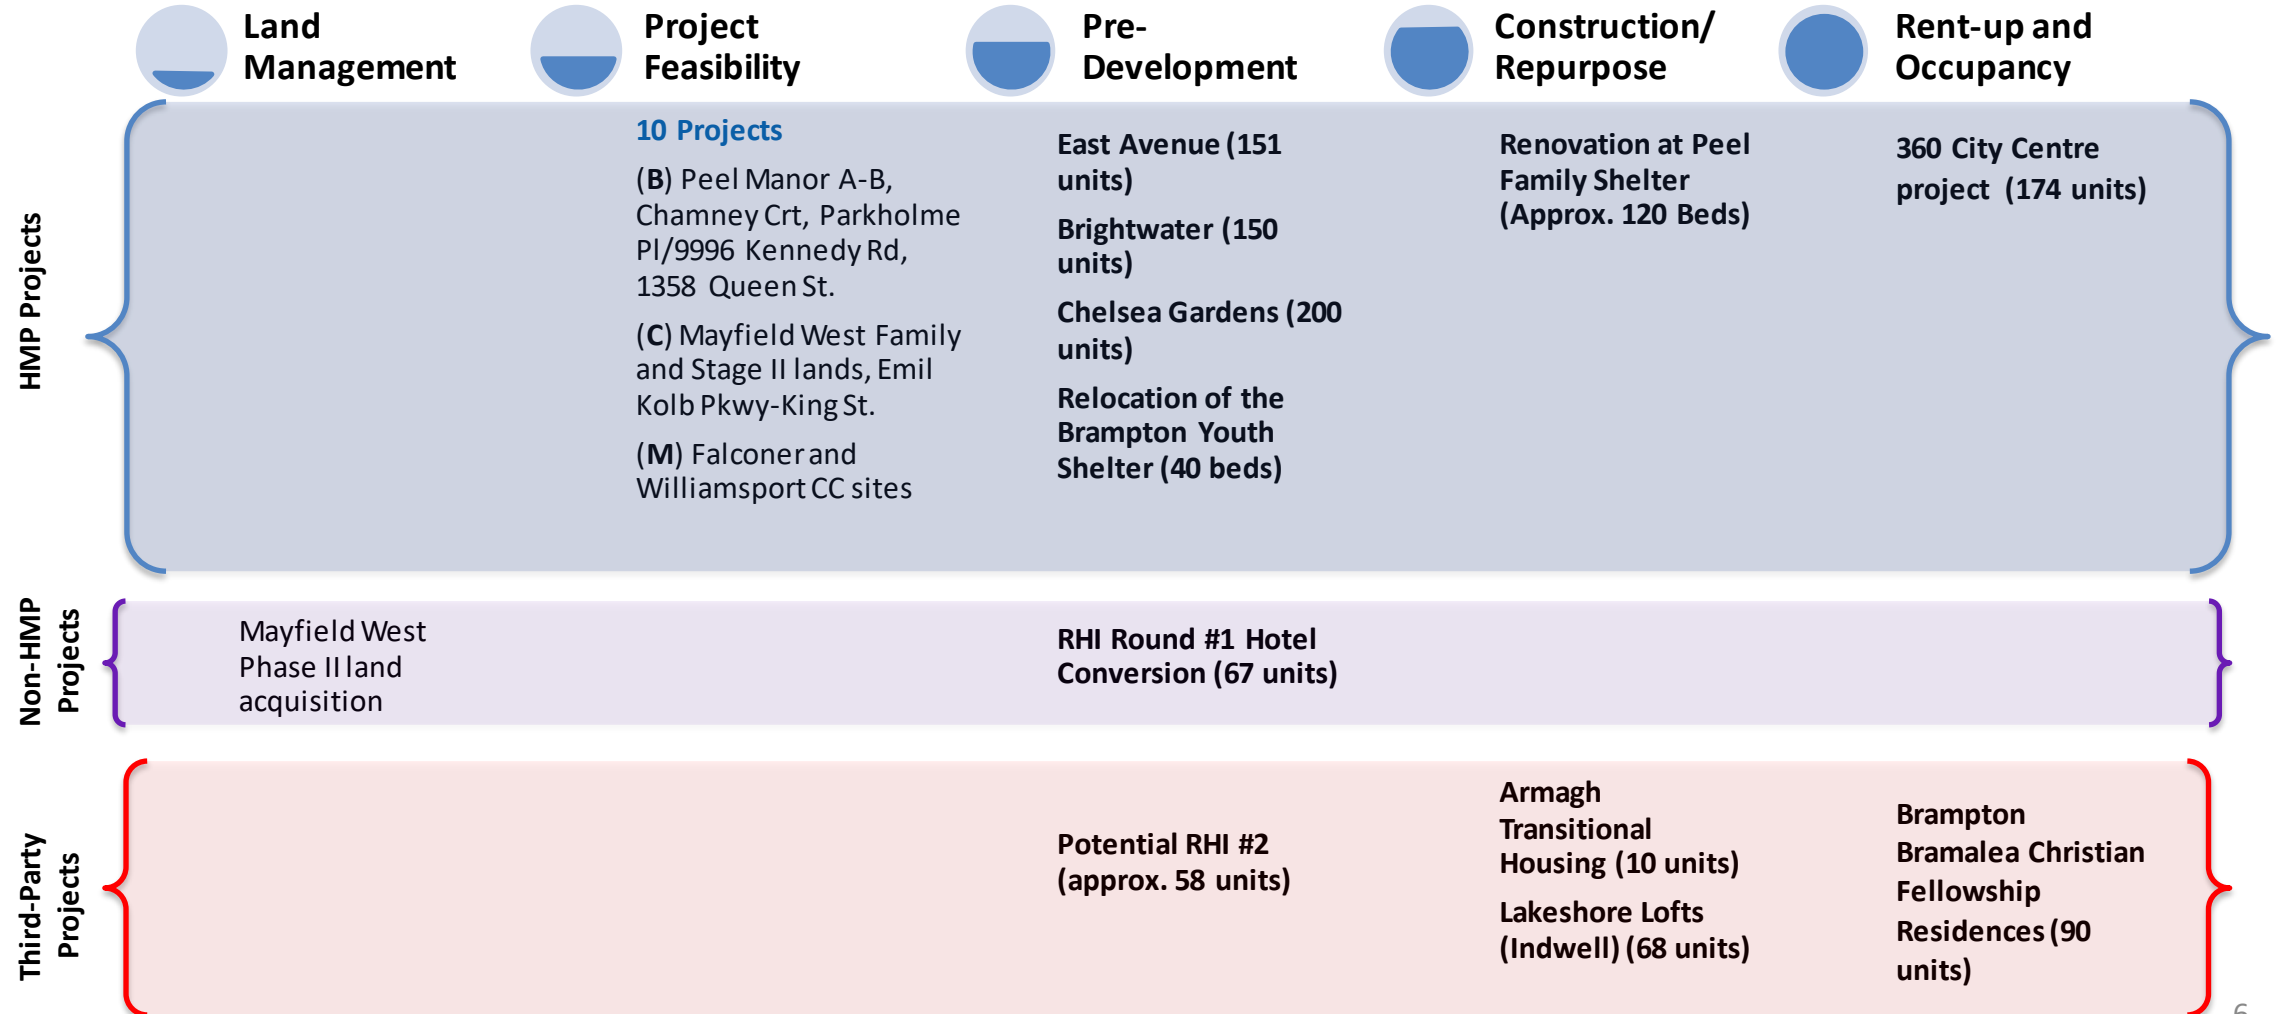 Land
Management
Project
Feasibility
Pre-
Development
Construction/
Repurpose
Rent-up and
Occupancy
HMP Projects
10 Projects
(B) Peel Manor A-B,
Chamney Crt, Parkholme
Pl/9996 Kennedy Rd,
1358 Queen St.
(C) Mayfield West Family
and Stage II lands, Emil
Kolb Pkwy-King St.
(M) Falconer and
Williamsport CC sites
East Avenue (151
units)
Brightwater (150
units)
Chelsea Gardens (200
units)
Relocation of the
Brampton Youth
Shelter (40 beds)
Renovation at Peel
Family Shelter
(Approx. 120 Beds)
360 City Centre
project (174 units)
Non-HMP
Projects
Mayfield West
Phase II land
acquisition
RHI Round #1 Hotel
Conversion (67 units)
Third-Party
Projects
Potential RHI #2
(approx. 58 units)
Armagh
Transitional
Housing (10 units)
Lakeshore Lofts
(Indwell) (68 units)
Brampton
Bramalea Christian
Fellowship
Residences (90
units)
6